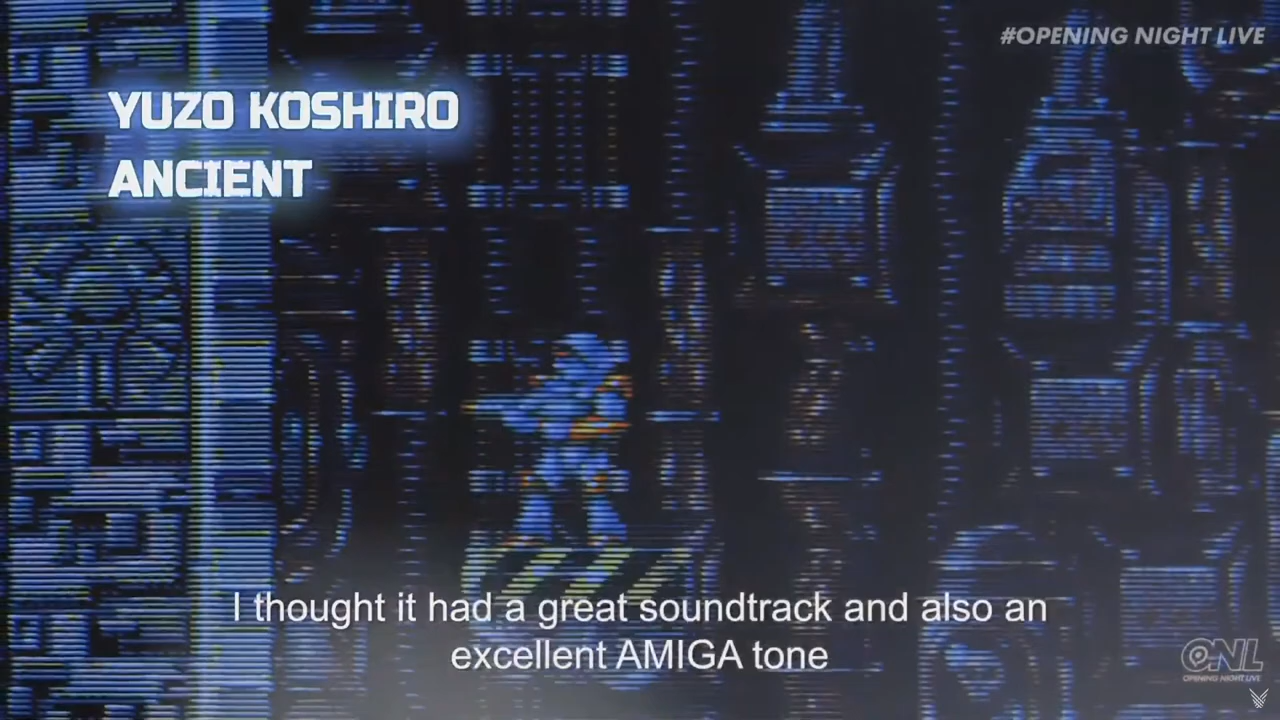 #OPENING NIGHT LIVE
YUZO KOSHIRO
ANCIENT
I thought it had a great soundtrack and also an
excellent AMIGA tone
ONL
OPENING NIGHT LIVE